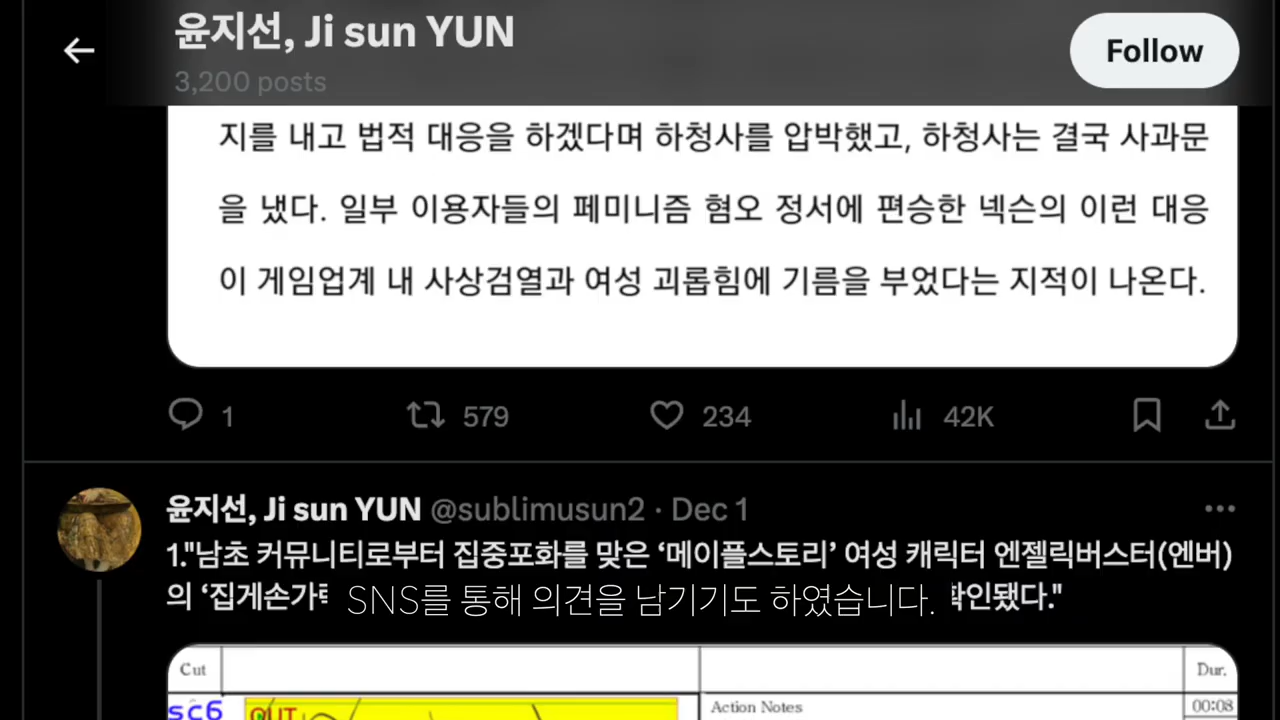 윤지선, Ji sun YUN
3,200 posts
Follow
지를 내고 법적 대응을 하겠다며 하청사를 압박했고, 하청사는 결국 사과문
을 냈다. 일부 이용자들의 페미니즘 혐오 정서에 편승한 넥슨의 이런 대응
이 게임업계 내 사상검열과 여성 괴롭힘에 기름을 부었다는 지적이 나온다.
1 579 234 42K
윤지선, Ji sun YUN @sublimusun2 · Dec 1
1."남초 커뮤니티로부터 집중포화를 맞은 ‘메이플스토리’ 여성 캐릭터 엔젤릭버스터(엔버)
의 ‘집게손가 확인됐다."
SNS를 통해 의견을 남기기도 하였습니다.
Cut Dur.
sc6 OUT Action Notes 00:08